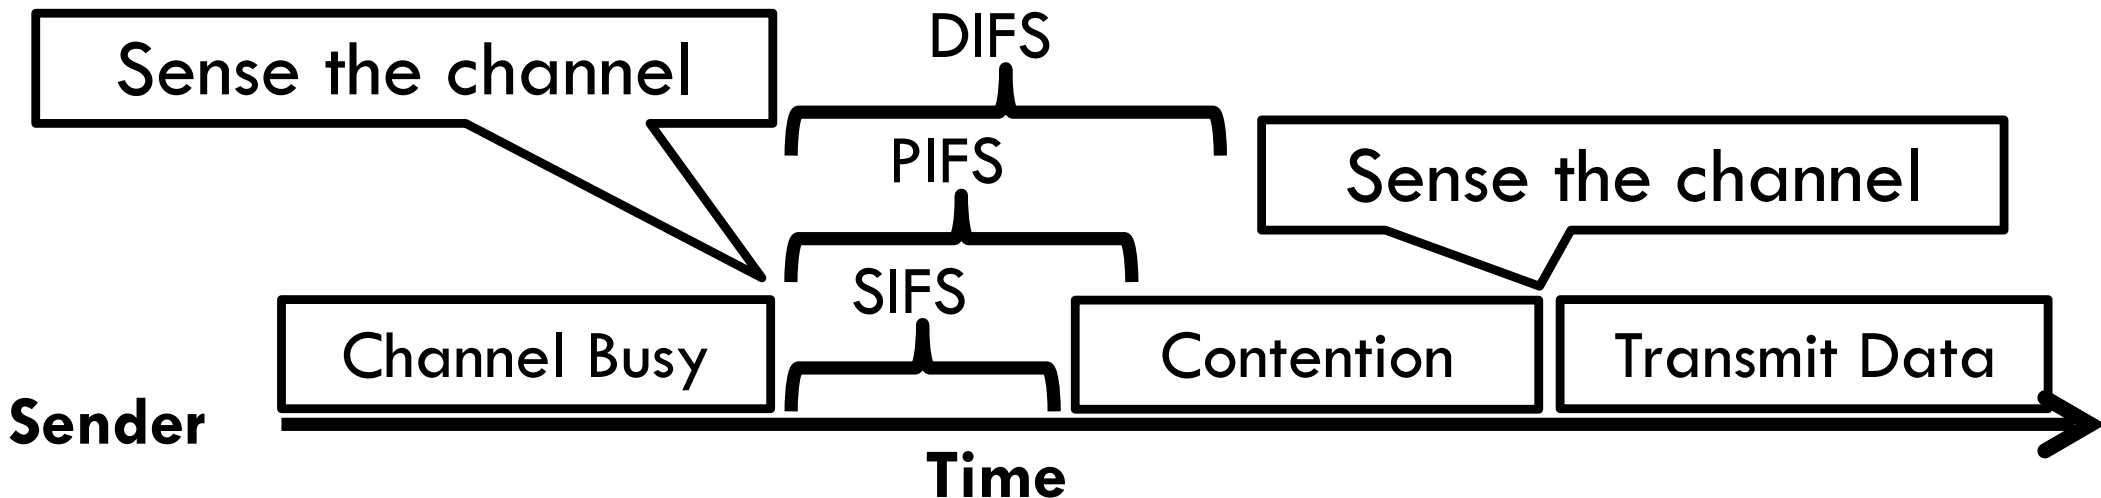 Sense the channel
DIFS
PIFS
Sense the channel
SIFS
Channel Busy
Contention
Transmit Data
Sender
Time